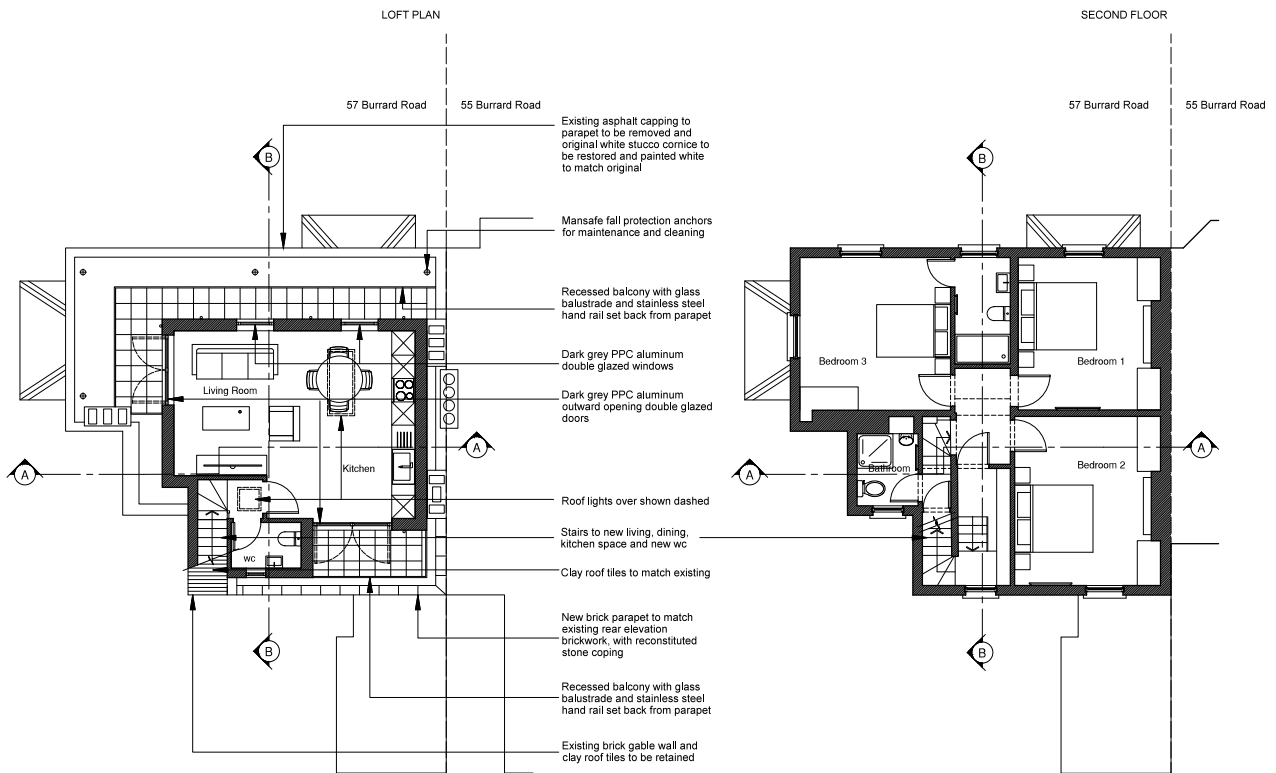 LOFT PLAN
SECOND FLOOR
57 Burrard Road
55 Burrard Road
57 Burrard Road
55 Burrard Road
Existing asphalt capping to
parapet to be removed and
original white stucco cornice to
be restored and painted white
to match original
Mansafe fall protection anchors
for maintenance and cleaning
Recessed balcony with glass
balustrade and stainless steel
hand rail set back from parapet
Dark grey PPC aluminum
double glazed windows
Dark grey PPC aluminum
outward opening double glazed
doors
Roof lights over shown dashed
Stairs to new living, dining,
kitchen space and new wc
Clay roof tiles to match existing
New brick parapet to match
existing rear elevation
brickwork, with reconstituted
stone coping
Recessed balcony with glass
balustrade and stainless steel
hand rail set back from parapet
Existing brick gable wall and
clay roof tiles to be retained
B
Living Room
A
A
Kitchen
wc
B
B
Bedroom 3
Bedroom 1
A
A
Bathroom
Bedroom 2
B